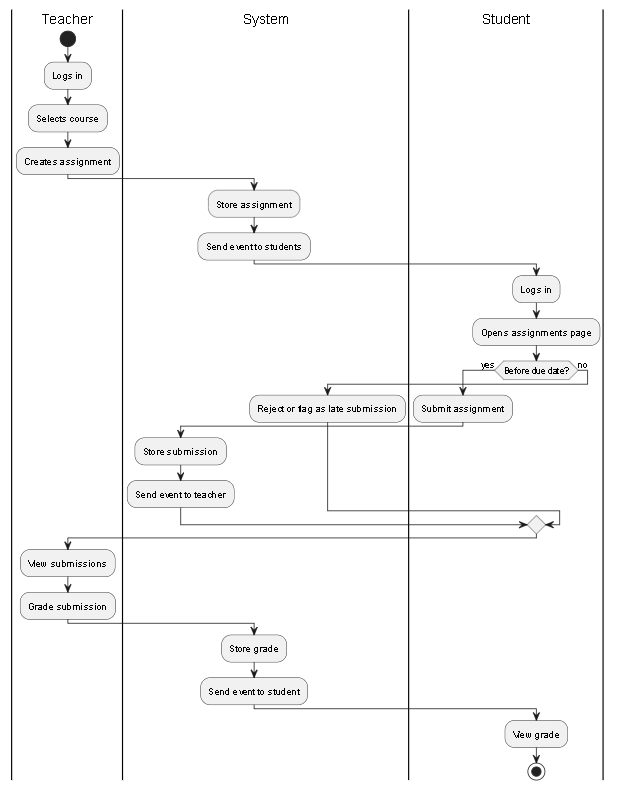 Teacher
System
Student
Logs in
Selects course
Creates assignment
Store assignment
Send event to students
Logs in
Opens assignments page
yes
Before due date?
no
Reject or flag as late submission
Submit assignment
Store submission
Send event to teacher
View submissions
Grade submission
Store grade
Send event to student
View grade